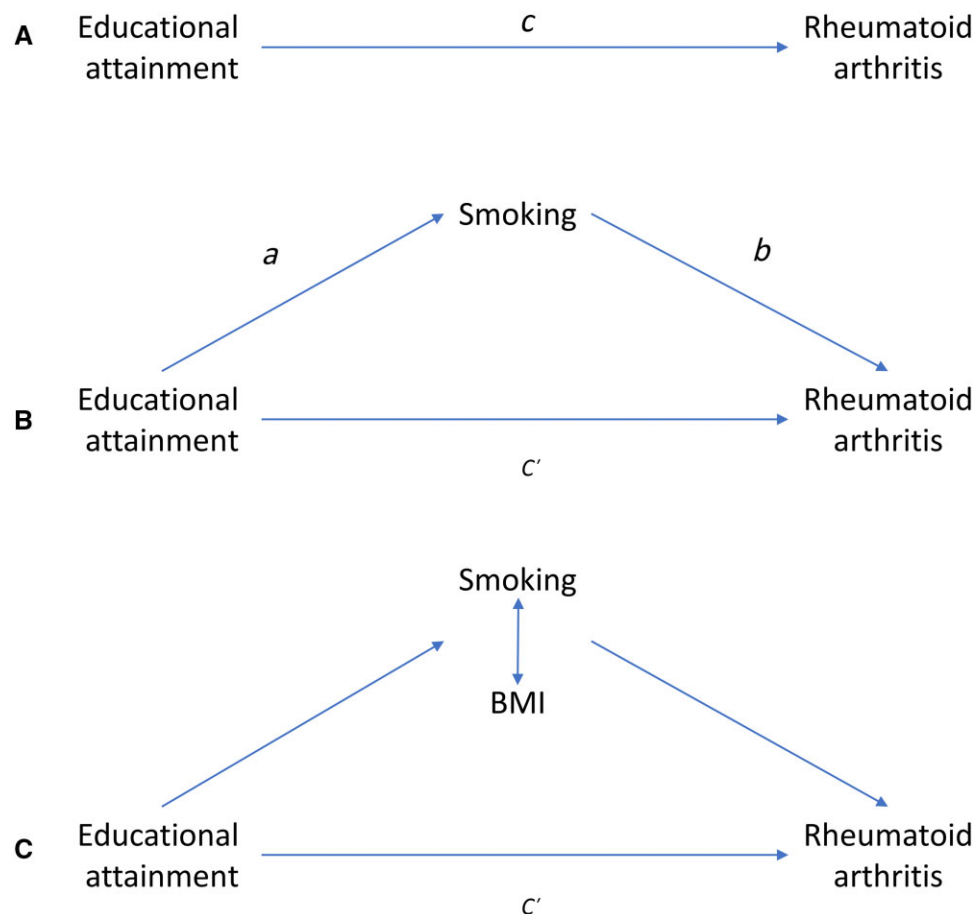 A
Educational
attainment
c
Rheumatoid
arthritis
Smoking
a
b
B
Educational
attainment
Rheumatoid
arthritis
C′
Smoking
BMI
C
Educational
attainment
Rheumatoid
arthritis
C′